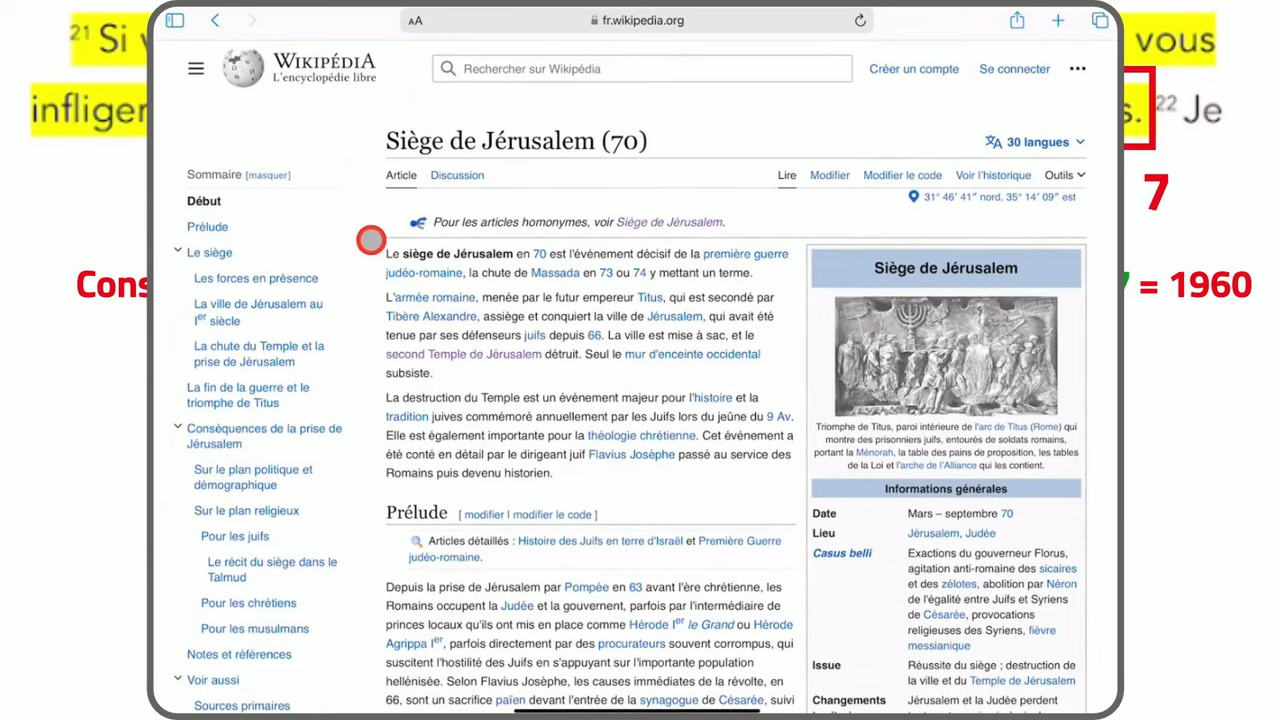 21 Si v
vous
infliger
s. 22 Je
7
Cons
7 = 1960
AA
fr.wikipedia.org
WIKIPÉDIA
L'encyclopédie libre
Rechercher sur Wikipédia
Créer un compte
Se connecter
Siège de Jérusalem (70)
30 langues
Sommaire [masquer]
Article
Discussion
Lire
Modifier
Modifier le code
Voir l'historique
Outils
31° 46′ 41″ nord, 35° 14′ 09″ est
Début
Prélude
Le siège
Les forces en présence
La ville de Jérusalem au
Ier siècle
La chute du Temple et la
prise de Jérusalem
La fin de la guerre et le
triomphe de Titus
Conséquences de la prise de
Jérusalem
Sur le plan politique et
démographique
Sur le plan religieux
Pour les juifs
Le récit du siège dans le
Talmud
Pour les chrétiens
Pour les musulmans
Notes et références
Voir aussi
Sources primaires
Pour les articles homonymes, voir Siège de Jérusalem.
Le siège de Jérusalem en 70 est l'événement décisif de la première guerre
judéo-romaine, la chute de Massada en 73 ou 74 y mettant un terme.
L'armée romaine, menée par le futur empereur Titus, qui est secondé par
Tibère Alexandre, assiège et conquiert la ville de Jérusalem, qui avait été
tenue par ses défenseurs juifs depuis 66. La ville est mise à sac, et le
second Temple de Jérusalem détruit. Seul le mur d'enceinte occidental
subsiste.
La destruction du Temple est un événement majeur pour l'histoire et la
tradition juives commémoré annuellement par les Juifs lors du jeûne du 9 Av.
Elle est également importante pour la théologie chrétienne. Cet événement a
été conté en détail par le dirigeant juif Flavius Josèphe passé au service des
Romains puis devenu historien.
Prélude [ modifier | modifier le code ]
Articles détaillés : Histoire des Juifs en terre d'Israël et Première Guerre
judéo-romaine.
Depuis la prise de Jérusalem par Pompée en 63 avant l'ère chrétienne, les
Romains occupent la Judée et la gouvernent, parfois par l'intermédiaire de
princes locaux qu'ils ont mis en place comme Hérode Ier le Grand ou Hérode
Agrippa Ier, parfois directement par des procurateurs souvent corrompus, qui
suscitent l'hostilité des Juifs en s'appuyant sur l'importante population
hellénisée. Selon Flavius Josèphe, les causes immédiates de la révolte, en
66, sont un sacrifice païen devant l'entrée de la synagogue de Césarée, suivi
Siège de Jérusalem
Triomphe de Titus, paroi intérieure de l'arc de Titus (Rome) qui
montre des prisonniers juifs, entourés de soldats romains,
portant la Ménorah, la table des pains de proposition, les tables
de la Loi et l'arche de l'Alliance qui les contient.
Informations générales
Date Mars – septembre 70
Lieu Jérusalem, Judée
Casus belli Exactions du gouverneur Florus,
agitation anti-romaine des sicaires
et des zélotes, abolition par Néron
de l'égalité entre Juifs et Syriens
de Césarée, provocations
religieuses des Syriens, fièvre
messianique
Issue Réussite du siège ; destruction de
la ville et du Temple de Jérusalem
Changements Jérusalem et la Judée perdent